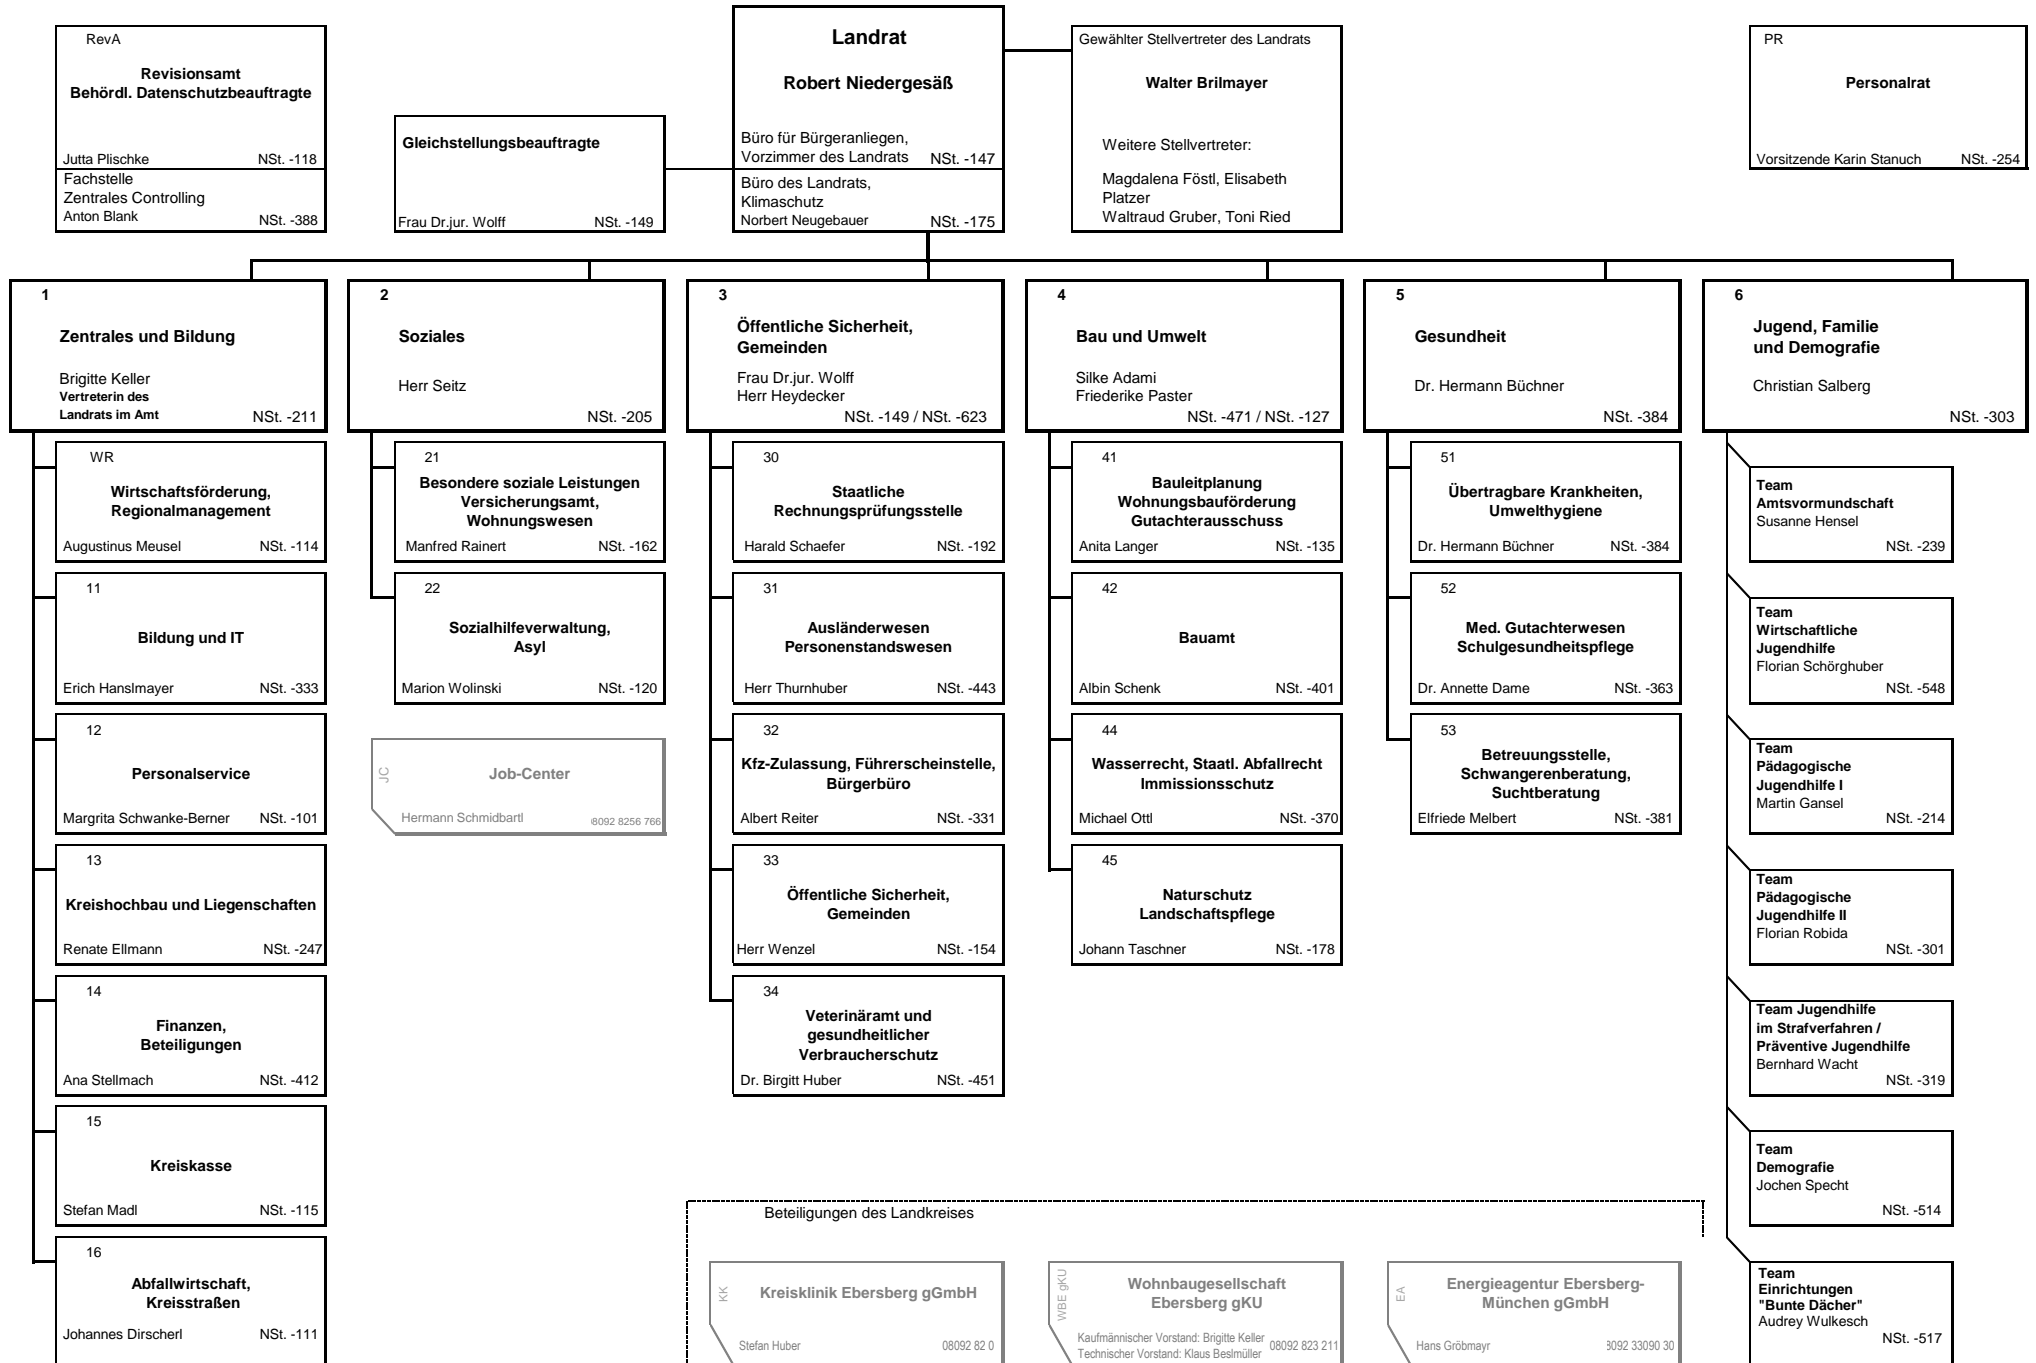 RevA
Revisionsamt
Behördl. Datenschutzbeauftragte
Jutta Plischke NSt. -118
Fachstelle
Zentrales Controlling
Anton Blank NSt. -388
Gleichstellungsbeauftragte
Frau Dr.jur. Wolff NSt. -149
Landrat
Robert Niedergesäß
Büro für Bürgeranliegen,
Vorzimmer des Landrats NSt. -147
Büro des Landrats,
Klimaschutz
Norbert Neugebauer NSt. -175
Gewählter Stellvertreter des Landrats
Walter Brilmayer
Weitere Stellvertreter:
Magdalena Föstl, Elisabeth
Platzer
Waltraud Gruber, Toni Ried
PR
Personalrat
Vorsitzende Karin Stanuch NSt. -254
1
Zentrales und Bildung
Brigitte Keller
Vertreterin des
Landrats im Amt NSt. -211
WR
Wirtschaftsförderung,
Regionalmanagement
Augustinus Meusel NSt. -114
11
Bildung und IT
Erich Hanslmayer NSt. -333
12
Personalservice
Margrita Schwanke-Berner NSt. -101
13
Kreishochbau und Liegenschaften
Renate Ellmann NSt. -247
14
Finanzen,
Beteiligungen
Ana Stellmach NSt. -412
15
Kreiskasse
Stefan Madl NSt. -115
16
Abfallwirtschaft,
Kreisstraßen
Johannes Dirscherl NSt. -111
2
Soziales
Herr Seitz
NSt. -205
21
Besondere soziale Leistungen
Versicherungsamt,
Wohnungswesen
Manfred Rainert NSt. -162
22
Sozialhilfeverwaltung,
Asyl
Marion Wolinski NSt. -120
JC
Job-Center
Hermann Schmidbartl 8092 8256 766
3
Öffentliche Sicherheit,
Gemeinden
Frau Dr.jur. Wolff
Herr Heydecker
NSt. -149 / NSt. -623
30
Staatliche
Rechnungsprüfungsstelle
Harald Schaefer NSt. -192
31
Ausländerwesen
Personenstandswesen
Herr Thurnhuber NSt. -443
32
Kfz-Zulassung, Führerscheinstelle,
Bürgerbüro
Albert Reiter NSt. -331
33
Öffentliche Sicherheit,
Gemeinden
Herr Wenzel NSt. -154
34
Veterinäramt und
gesundheitlicher
Verbraucherschutz
Dr. Birgitt Huber NSt. -451
4
Bau und Umwelt
Silke Adami
Friederike Paster
NSt. -471 / NSt. -127
41
Bauleitplanung
Wohnungsbauförderung
Gutachterausschuss
Anita Langer NSt. -135
42
Bauamt
Albin Schenk NSt. -401
44
Wasserrecht, Staatl. Abfallrecht
Immissionsschutz
Michael Ottl NSt. -370
45
Naturschutz
Landschaftspflege
Johann Taschner NSt. -178
5
Gesundheit
Dr. Hermann Büchner
NSt. -384
51
Übertragbare Krankheiten,
Umwelthygiene
Dr. Hermann Büchner NSt. -384
52
Med. Gutachterwesen
Schulgesundheitspflege
Dr. Annette Dame NSt. -363
53
Betreuungsstelle,
Schwangerenberatung,
Suchtberatung
Elfriede Melbert NSt. -381
6
Jugend, Familie
und Demografie
Christian Salberg
NSt. -303
Team
Amtsvormundschaft
Susanne Hensel
NSt. -239
Team
Wirtschaftliche
Jugendhilfe
Florian Schörghuber
NSt. -548
Team
Pädagogische
Jugendhilfe I
Martin Gansel
NSt. -214
Team
Pädagogische
Jugendhilfe II
Florian Robida
NSt. -301
Team Jugendhilfe
im Strafverfahren /
Präventive Jugendhilfe
Bernhard Wacht
NSt. -319
Team
Demografie
Jochen Specht
NSt. -514
Team
Einrichtungen
"Bunte Dächer"
Audrey Wulkesch
NSt. -517
Beteiligungen des Landkreises
KK
Kreisklinik Ebersberg gGmbH
Stefan Huber 08092 82 0
WBE gKU
Wohnbaugesellschaft
Ebersberg gKU
Kaufmännischer Vorstand: Brigitte Keller 08092 823 211
Technischer Vorstand: Klaus Beslmüller
EA
Energieagentur Ebersberg-
München gGmbH
Hans Gröbmayr 8092 33090 30